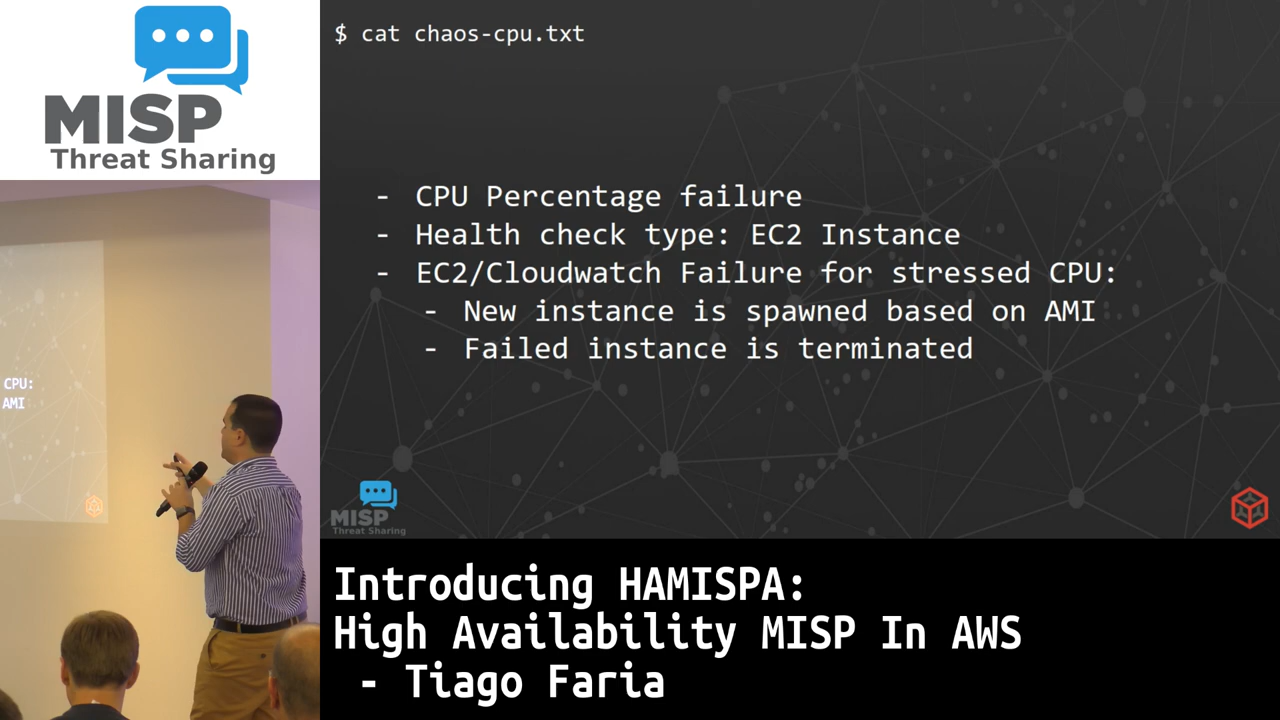 MISP
Threat Sharing
$ cat chaos-cpu.txt
- CPU Percentage failure
- Health check type: EC2 Instance
- EC2/Cloudwatch Failure for stressed CPU:
- New instance is spawned based on AMI
- Failed instance is terminated
CPU:
AMI
MISP
Threat Sharing
Introducing HAMISPA:
High Availability MISP In AWS
- Tiago Faria